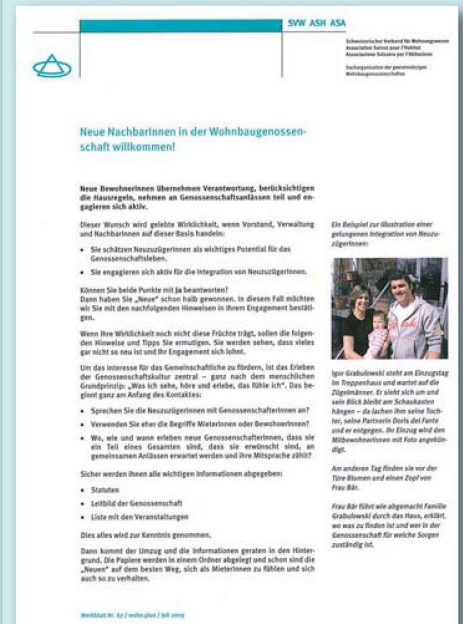 SVW ASH ASA
Schweizerischer Verband für Wohnungswesen
Association Suisse pour l'Habitat
Associazione Svizzera per l'Abitazione
Dachorganisation der gemeinnützigen
Wohnbaugenossenschaften
Neue NachbarInnen in der Wohnbaugenossen-
schaft willkommen!
Neue BewohnerInnen übernehmen Verantwortung, berücksichtigen
die Hausregeln, nehmen an Genossenschaftsanlässen teil und en-
gagieren sich aktiv.
Dieser Wunsch wird gelebte Wirklichkeit, wenn Vorstand, Verwaltung
und NachbarInnen auf dieser Basis handeln:
• Sie schätzen NeuzuzügerInnen als wichtiges Potential für das
Genossenschaftsleben.
• Sie engagieren sich aktiv für die Integration von NeuzuzügerInnen.
Können Sie beide Punkte mit Ja beantworten?
Dann haben Sie „Neue" schon halb gewonnen. In diesem Fall möchten
wir Sie mit den nachfolgenden Hinweisen in Ihrem Engagement bestäti-
gen.
Wenn Ihre Wirklichkeit noch nicht diese Früchte trägt, sollen die folgen-
den Hinweise und Tipps Sie ermutigen. Sie werden sehen, dass vieles
gar nicht so neu ist und Ihr Engagement sich lohnt.
Um das Interesse für das Gemeinschaftliche zu fördern, ist das Erleben
der Genossenschaftskultur zentral – ganz nach dem menschlichen
Grundprinzip: „Was ich sehe, höre und erlebe, das fühle ich". Das be-
ginnt ganz am Anfang des Kontaktes:
• Sprechen Sie die NeuzuzügerInnen mit GenossenschafterInnen an?
• Verwenden Sie eher die Begriffe MieterInnen oder BewohnerInnen?
• Wo, wie und wann erleben neue GenossenschafterInnen, dass sie
ein Teil eines Gesamten sind, dass sie erwünscht sind, an
gemeinsamen Anlässen erwartet werden und ihre Mitsprache zählt?
Sicher werden ihnen alle wichtigen Informationen abgegeben:
• Statuten
• Leitbild der Genossenschaft
• Liste mit den Veranstaltungen
Dies alles wird zur Kenntnis genommen.
Dann kommt der Umzug und die Informationen geraten in den Hinter-
grund. Die Papiere werden in einem Ordner abgelegt und schon sind die
„Neuen" auf dem besten Weg, sich als MieterInnen zu fühlen und sich
auch so zu verhalten.
Ein Beispiel zur Illustration einer
gelungenen Integration von Neuzu-
zügerInnen:
Igor Grabulowski steht am Einzugstag
im Treppenhaus und wartet auf die
Zügelmänner. Er sieht sich um und
sein Blick bleibt am Schaukasten
hängen – da lachen ihm seine Toch-
ter, seine Partnerin Doris del Fante
und er entgegen. Ihr Einzug wird den
MitbewohnerInnen mit Foto angekün-
digt.
Am anderen Tag finden sie vor der
Türe Blumen und einen Zopf von
Frau Bär.
Frau Bär führt wie abgemacht Familie
Grabulowski durch das Haus, erklärt,
wo was zu finden ist und wer in der
Genossenschaft für welche Sorgen
zuständig ist.
Merkblatt Nr. 67 / wohn.plus / Juli 2009